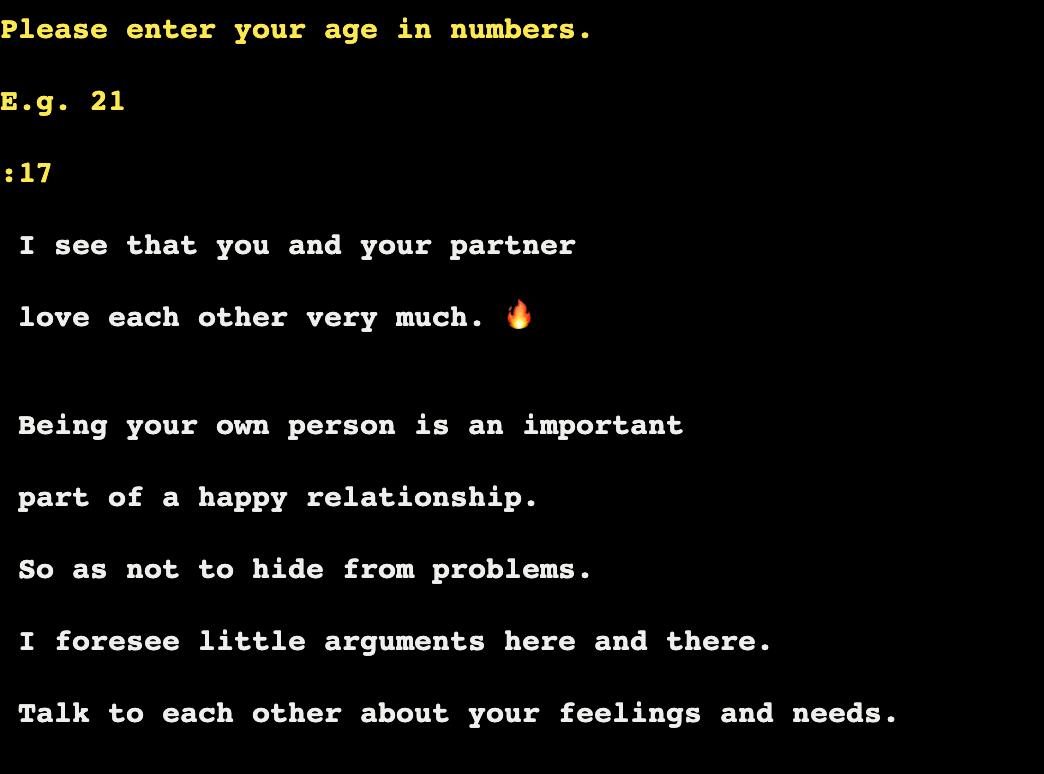 Please enter your age in numbers.
E.g. 21
:17
I see that you and your partner
love each other very much. 🔥
Being your own person is an important
part of a happy relationship.
So as not to hide from problems.
I foresee little arguments here and there.
Talk to each other about your feelings and needs.